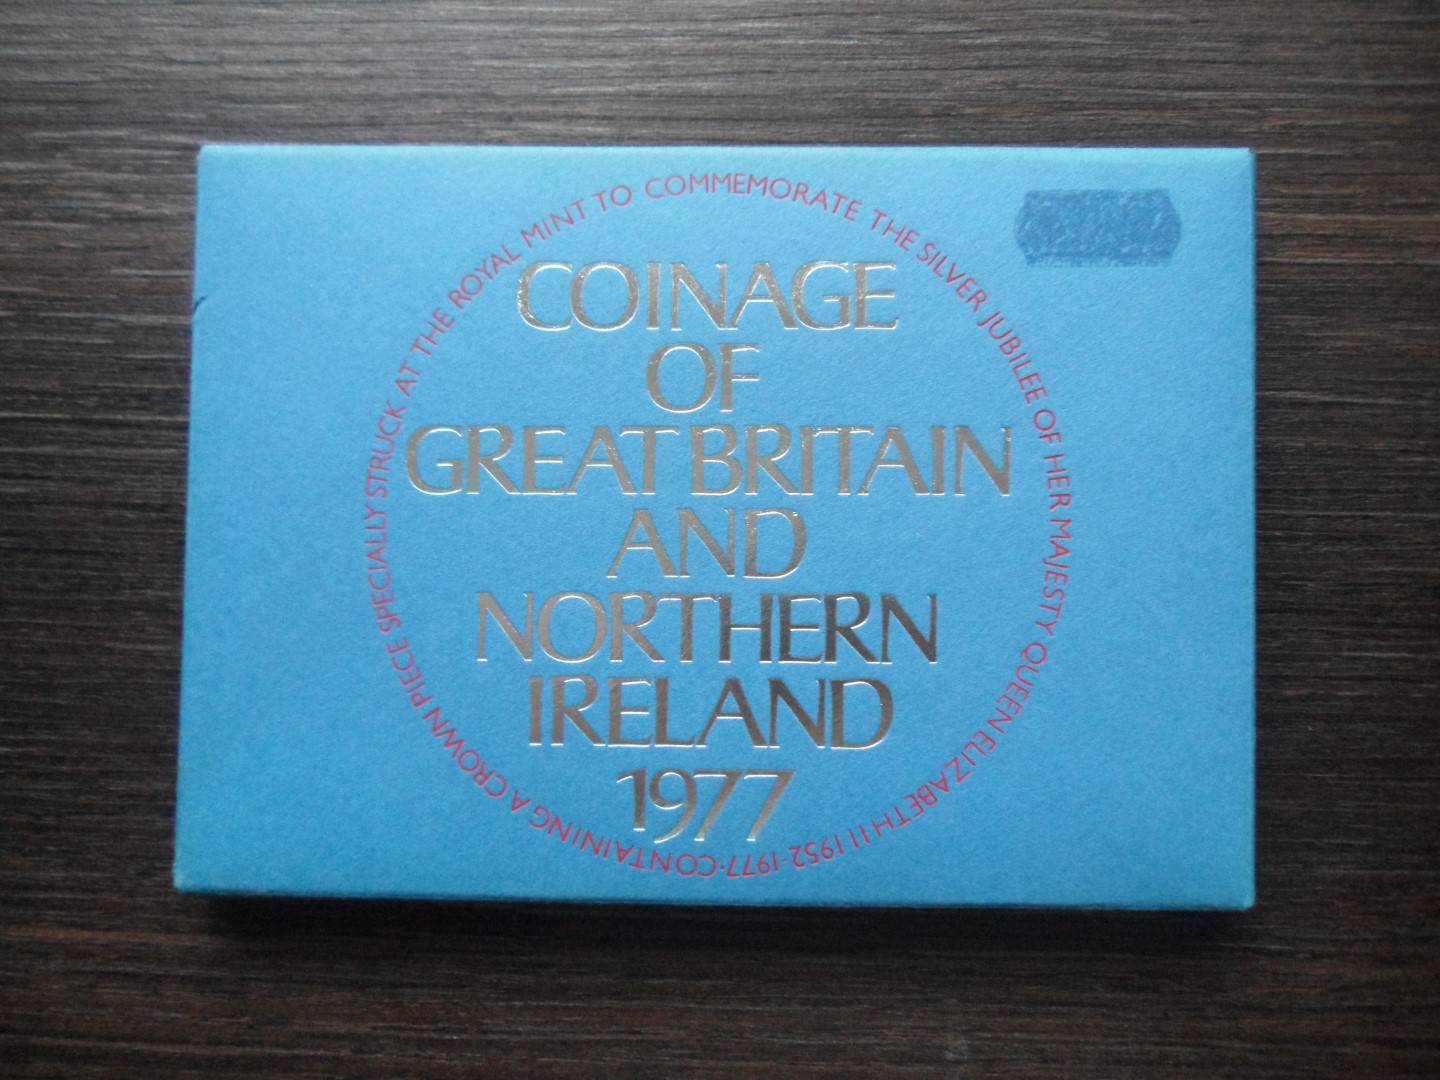 COINAGE
OF
GREAT BRITAIN
AND
NORTHERN
IRELAND
1977
CONTAINING A CROWN PIECE SPECIALLY STRUCK AT THE ROYAL MINT TO COMMEMORATE THE SILVER JUBILEE OF HER MAJESTY QUEEN ELIZABETH II 1952-1977·